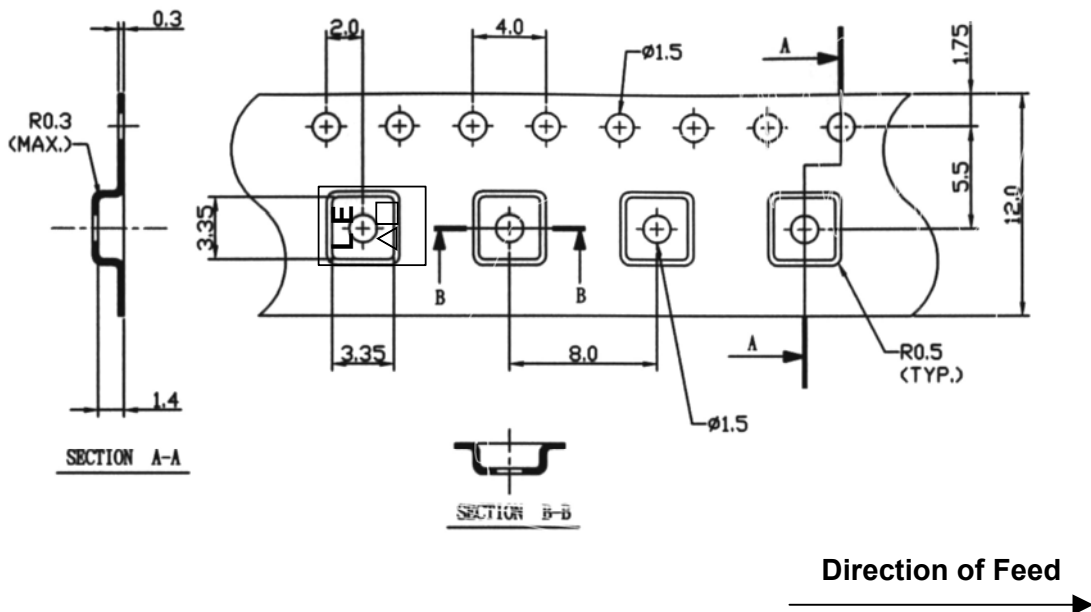 0.3
2.0
4.0
ø1.5
A
1.75
R0.3
(MAX.)
3.35
LE
5.5
12.0
B
B
3.35
8.0
A
R0.5
(TYP.)
1.4
ø1.5
SECTION A-A
SECTION B-B
Direction of Feed